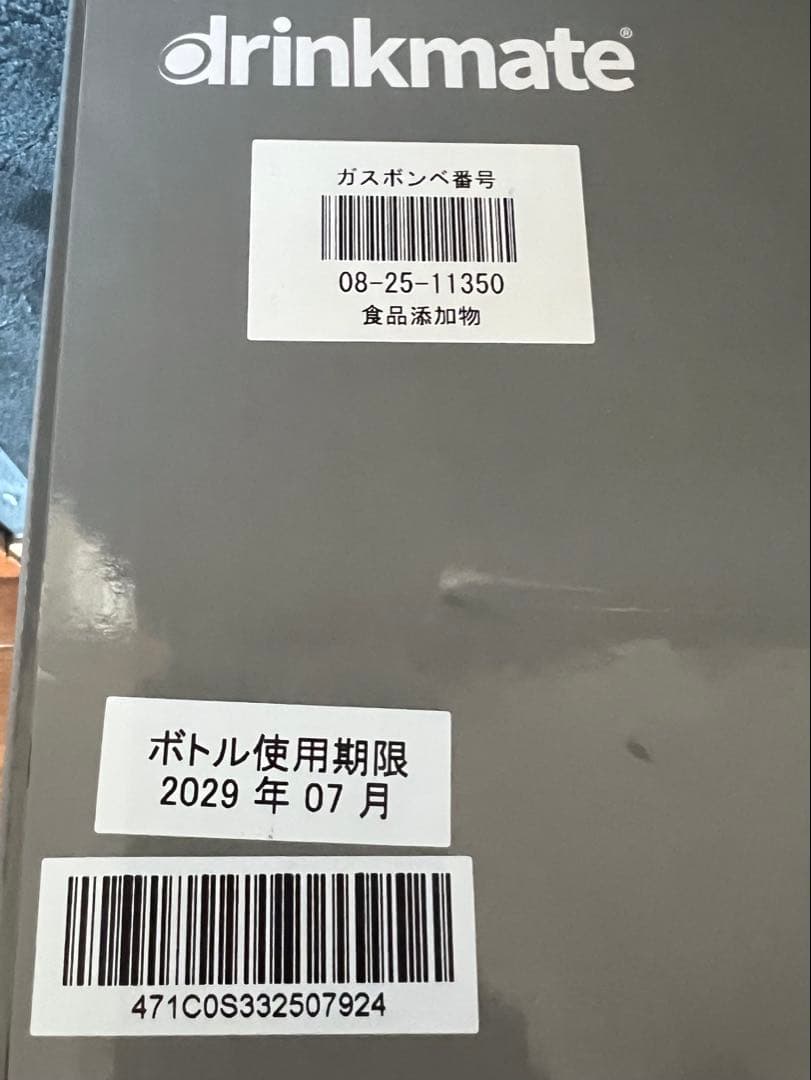 drinkmate®
ガスボンベ番号
08-25-11350
食品添加物
ボトル使用期限
2029 年 07 月
471C0S332507924